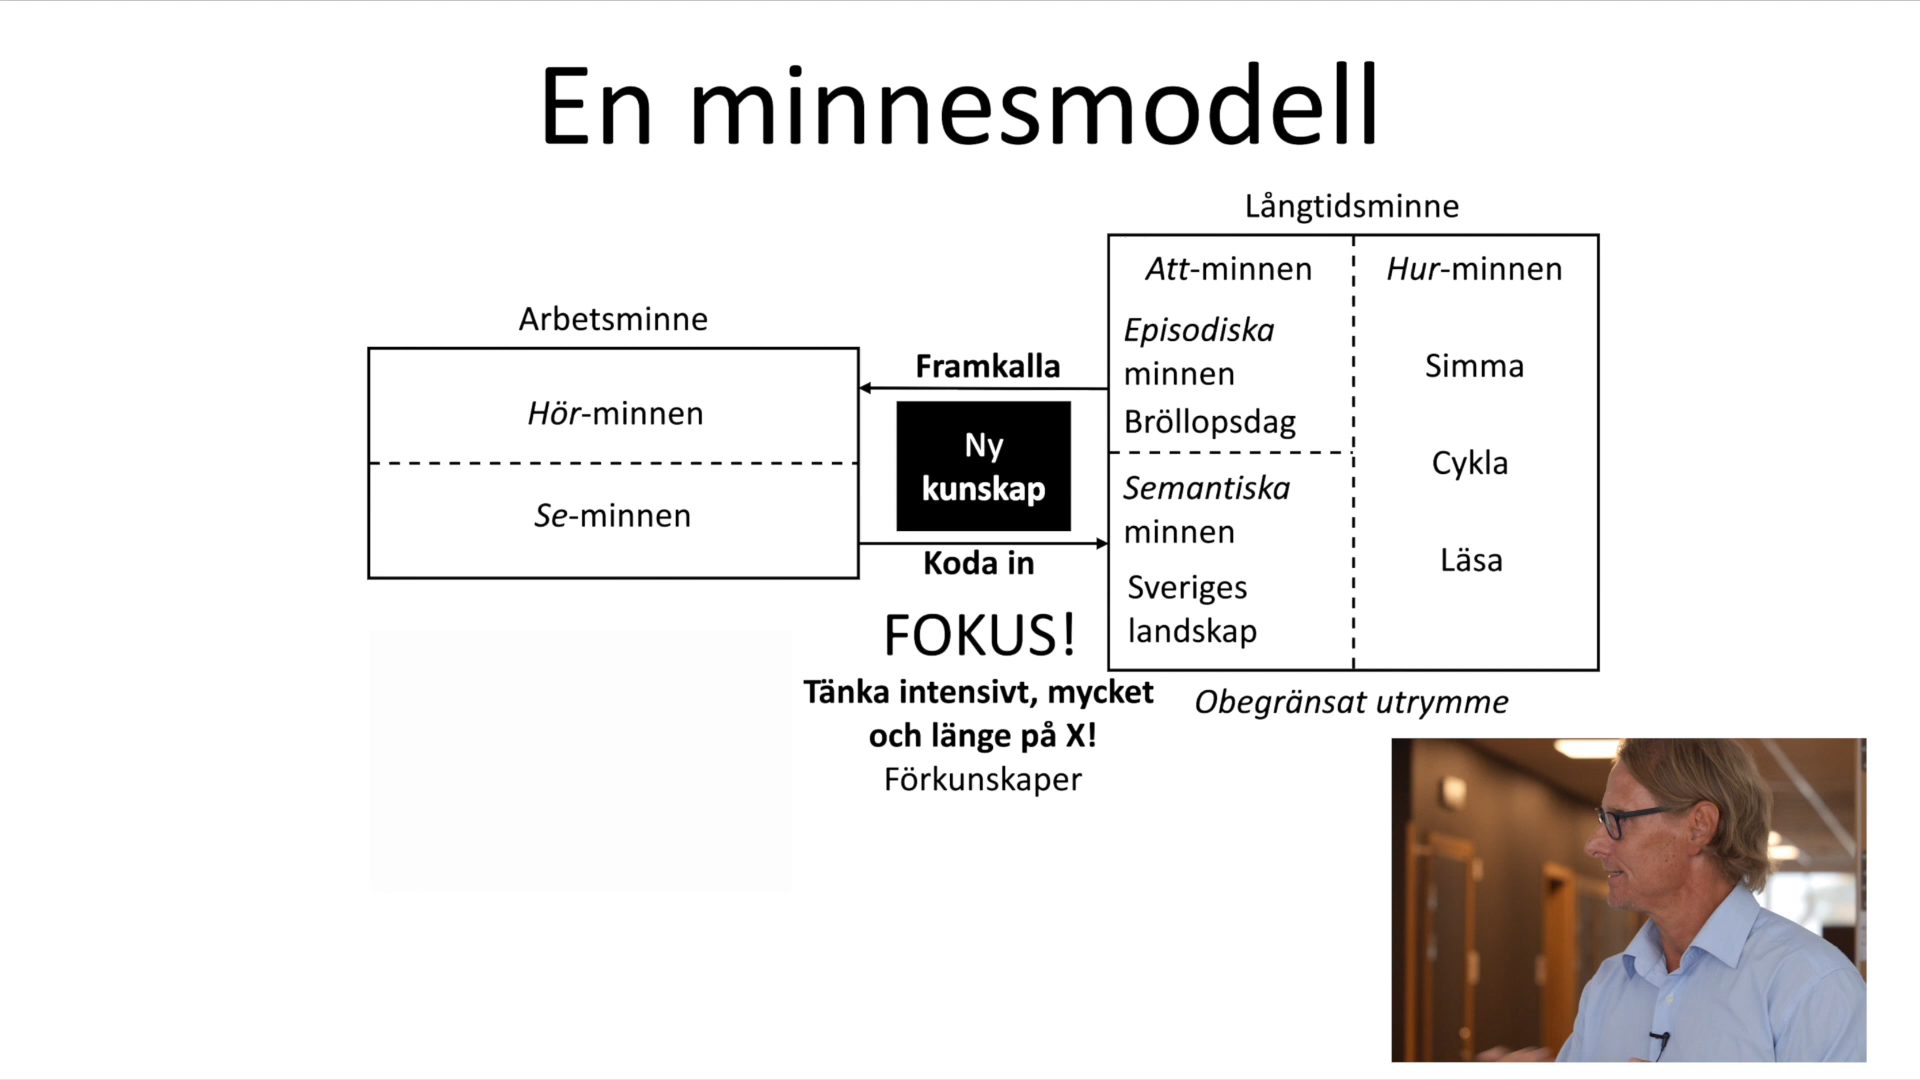 En minnesmodell
Långtidsminne
Att-minnen
Hur-minnen
Episodiska
minnen
Bröllopsdag
Semantiska
minnen
Sveriges
landskap
Simma
Cykla
Läsa
Obegränsat utrymme
Arbetsminne
Hör-minnen
Se-minnen
Framkalla
Ny
kunskap
Koda in
FOKUS!
Tänka intensivt, mycket
och länge på X!
Förkunskaper